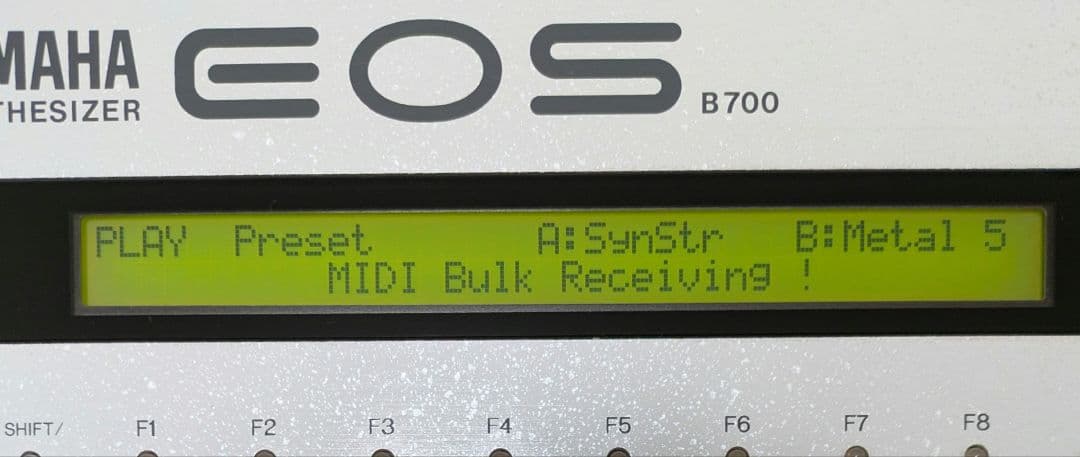 MAHA EOS
THESIZER B700
PLAY Preset A:SynStr B:Metal 5
MIDI Bulk Receiving !
SHIFT/ F1 F2 F3 F4 F5 F6 F7 F8